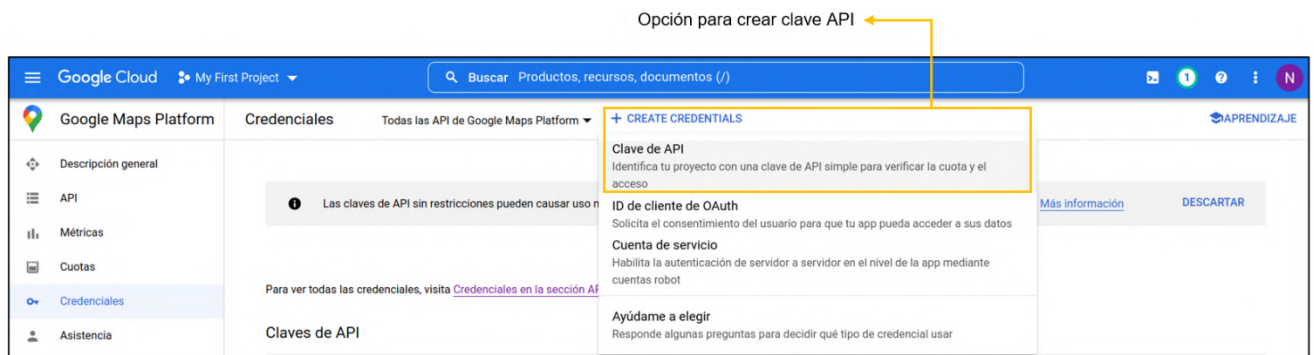 Opción para crear clave API
Google Cloud My First Project Buscar Productos, recursos, documentos (/) 1 N
Google Maps Platform Credenciales Todas las API de Google Maps Platform + CREATE CREDENTIALS APRENDIZAJE
Descripción general
API
Métricas
Cuotas
Credenciales
Asistencia
Las claves de API sin restricciones pueden causar uso
Más información DESCARTAR
Para ver todas las credenciales, visita Credenciales en la sección
Claves de API
Clave de API
Identifica tu proyecto con una clave de API simple para verificar la cuota y el
acceso
ID de cliente de OAuth
Solicita el consentimiento del usuario para que tu app pueda acceder a sus datos
Cuenta de servicio
Habilita la autenticación de servidor a servidor en el nivel de la app mediante
cuentas robot
Ayúdame a elegir
Responde algunas preguntas para decidir qué tipo de credencial usar